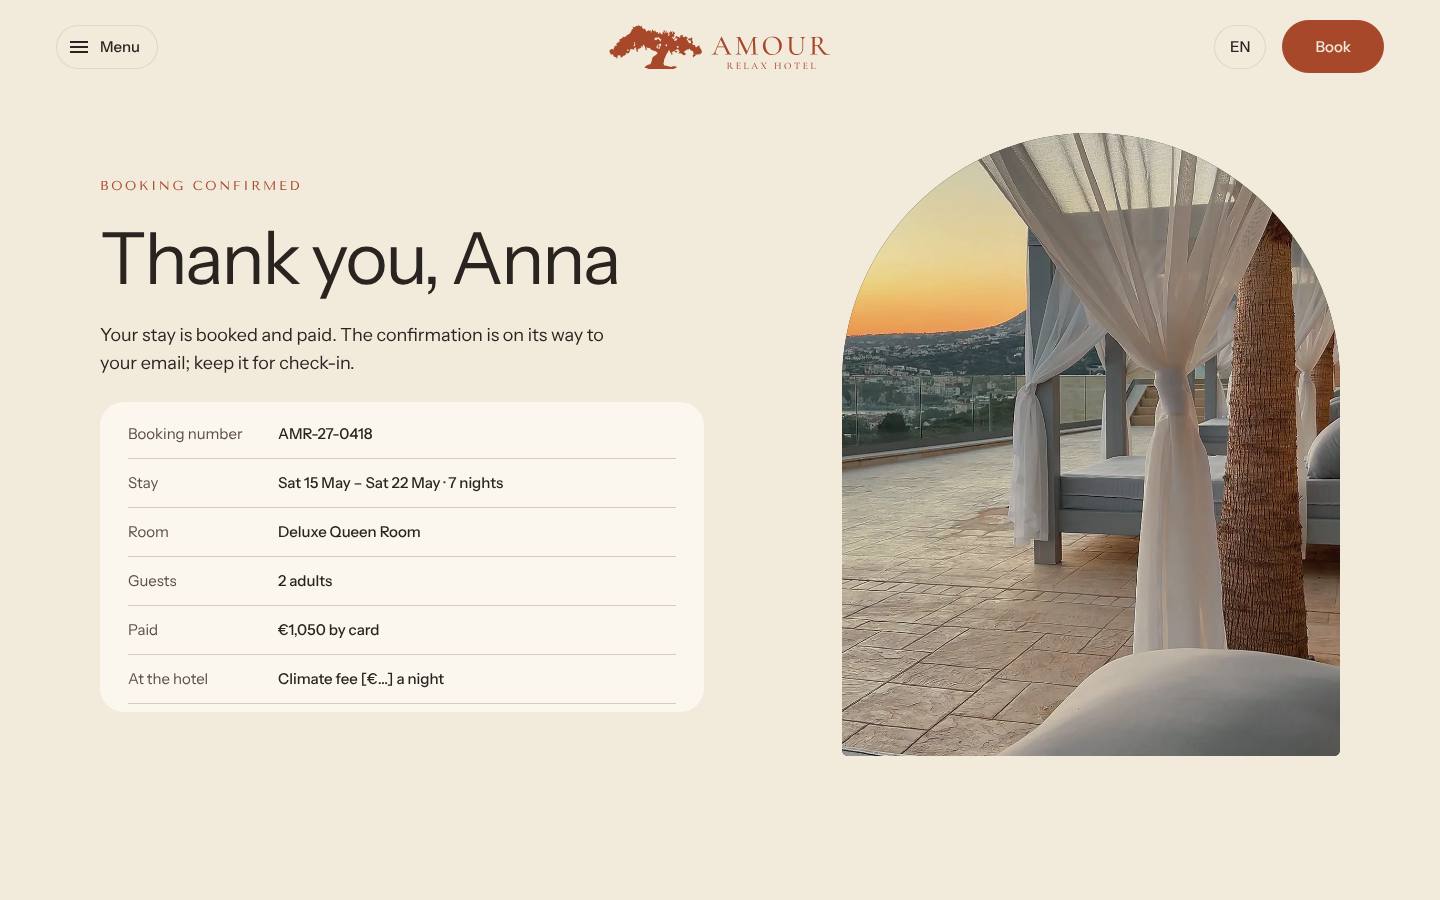 Menu
AMOUR
RELAX HOTEL
EN
Book
BOOKING CONFIRMED
Thank you, Anna
Your stay is booked and paid. The confirmation is on its way to
your email; keep it for check-in.
Booking number AMR-27-0418
Stay Sat 15 May – Sat 22 May · 7 nights
Room Deluxe Queen Room
Guests 2 adults
Paid €1,050 by card
At the hotel Climate fee [€…] a night